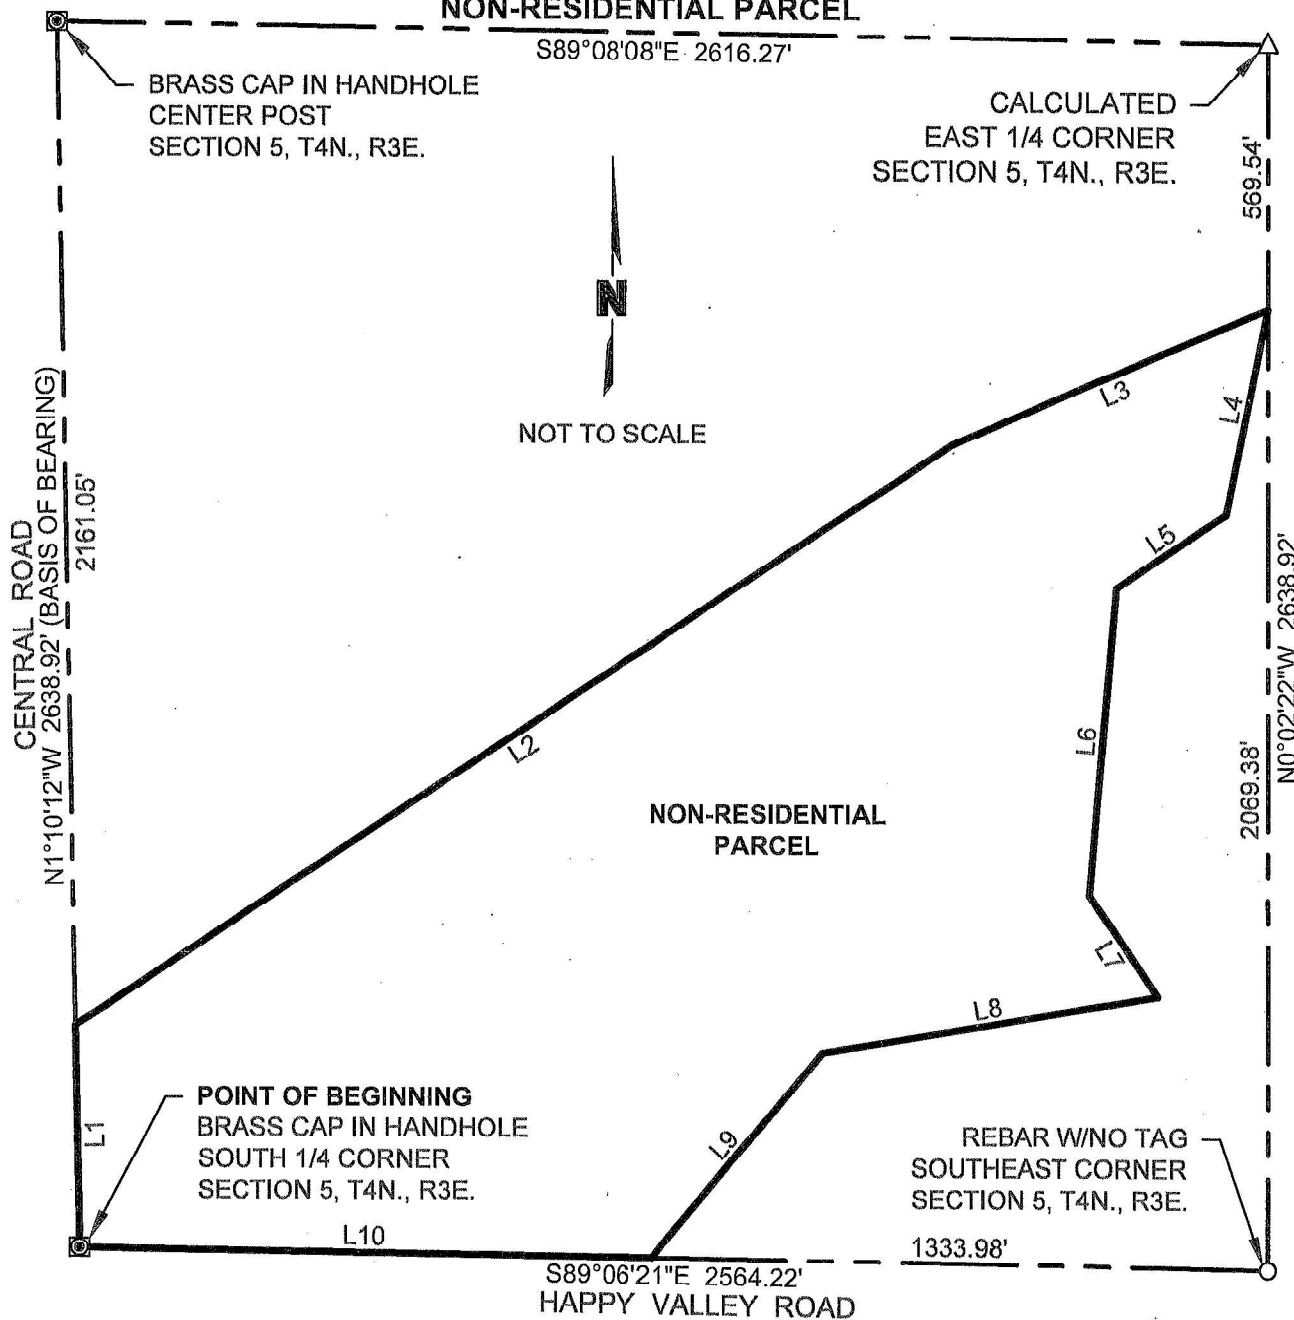 NON-RESIDENTIAL PARCEL
S89°08'08"E 2616.27'
BRASS CAP IN HANDHOLE
CENTER POST
SECTION 5, T4N., R3E.
CALCULATED
EAST 1/4 CORNER
SECTION 5, T4N., R3E.
569.54'
N
NOT TO SCALE
L3
L4
L5
CENTRAL ROAD
N1°10'12"W 2638.92' (BASIS OF BEARING)
2161.05'
L2
L6
N0°02'22"W 2638.92'
2069.38'
NON-RESIDENTIAL
PARCEL
L7
L8
L1
POINT OF BEGINNING
BRASS CAP IN HANDHOLE
SOUTH 1/4 CORNER
SECTION 5, T4N., R3E.
L9
REBAR W/NO TAG
SOUTHEAST CORNER
SECTION 5, T4N., R3E.
L10
1333.98'
S89°06'21"E 2564.22'
HAPPY VALLEY ROAD